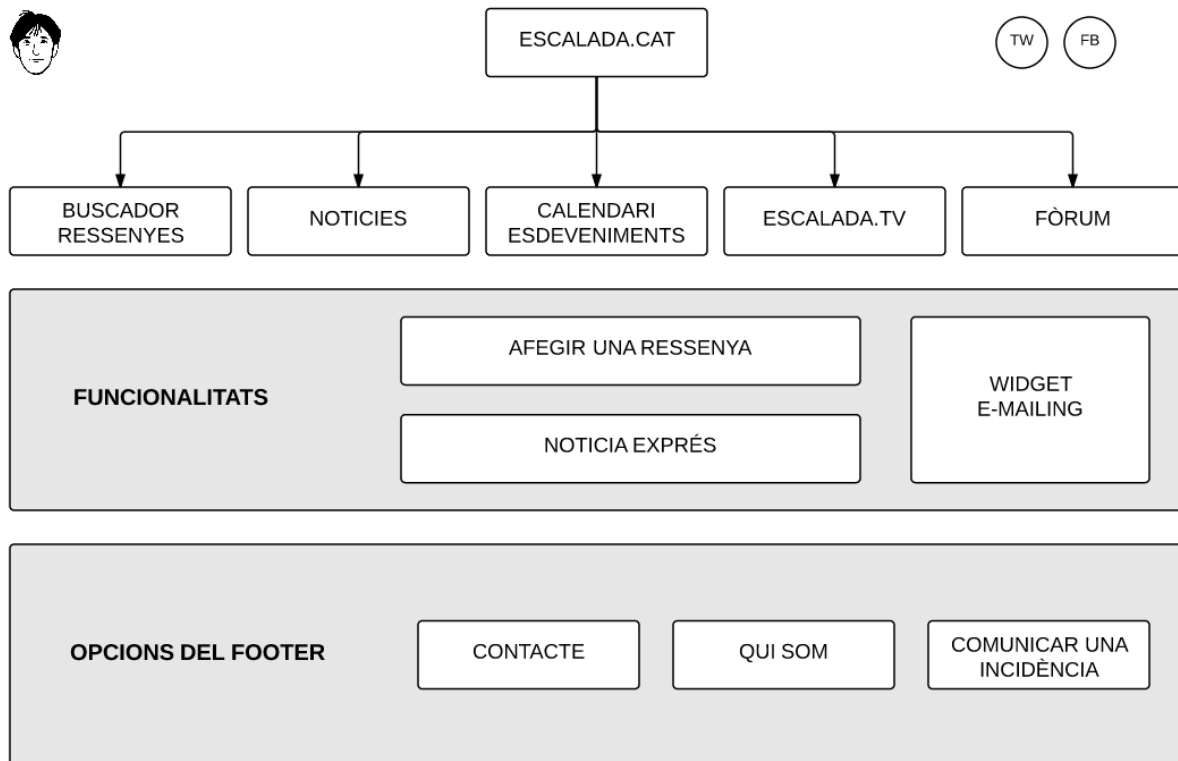 ESCALADA.CAT
TW
FB
BUSCADOR
RESSENYES
NOTICIES
CALENDARI
ESDEVENIMENTS
ESCALADA.TV
FÒRUM
FUNCIONALITATS
AFEGIR UNA RESSENYA
NOTICIA EXPRÉS
WIDGET
E-MAILING
OPCIONS DEL FOOTER
CONTACTE
QUI SOM
COMUNICAR UNA
INCIDÈNCIA